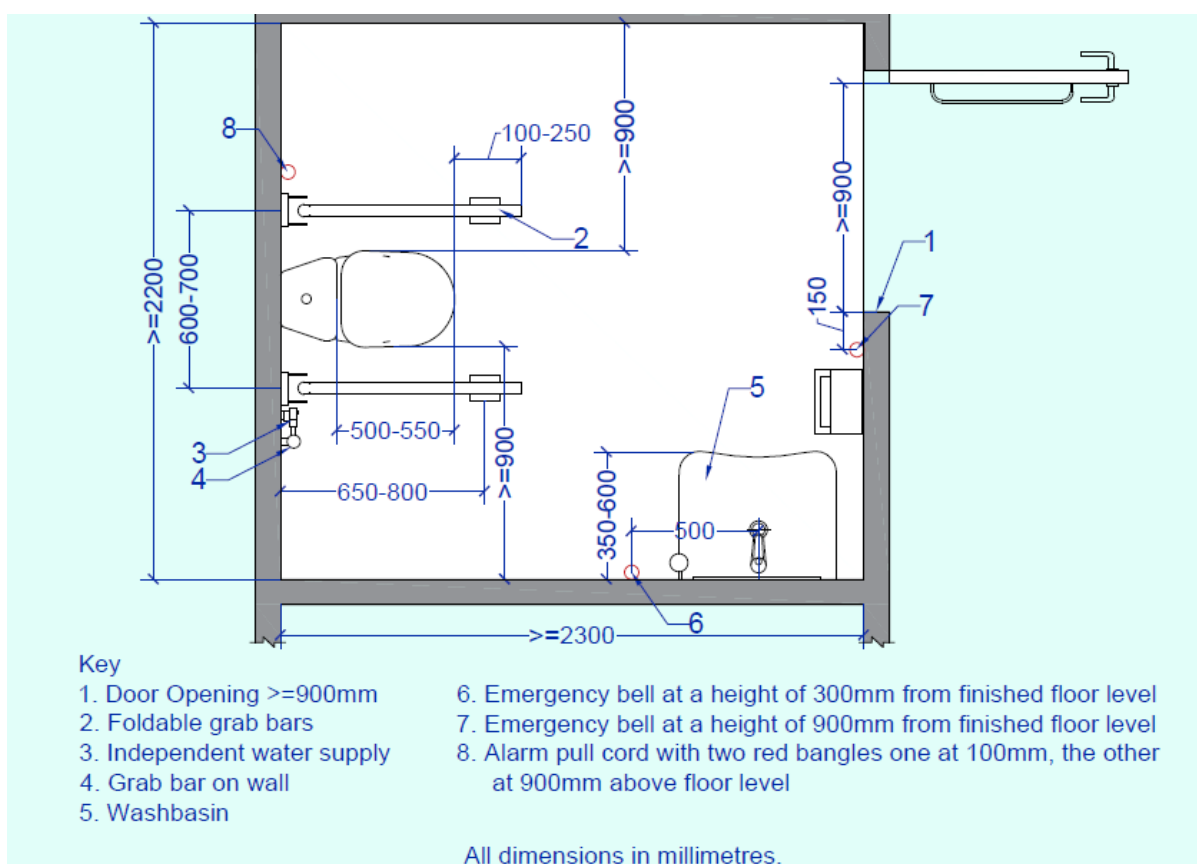 8
100-250
>=900
2
>=900
1
>=2200
600-700
150
7
5
3
500-550
4
650-800
>=900
350-600
500
6
>=2300
Key
1. Door Opening >=900mm
2. Foldable grab bars
3. Independent water supply
4. Grab bar on wall
5. Washbasin
6. Emergency bell at a height of 300mm from finished floor level
7. Emergency bell at a height of 900mm from finished floor level
8. Alarm pull cord with two red bangles one at 100mm, the other
at 900mm above floor level
All dimensions in millimetres.